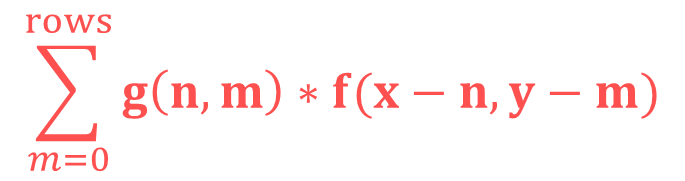 rows
∑ g(n, m) ∗ f(x − n, y − m)
m=0